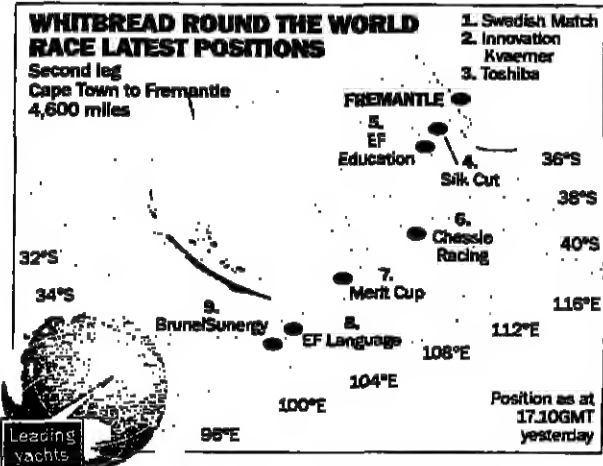 WHITBREAD ROUND THE WORLD
RACE LATEST POSITIONS
Second leg
Cape Town to Fremantle
4,600 miles
1. Swedish Match
2. Innovation
Kvaerner
3. Toshiba
FREMANTLE
5.
EF
Education
4.
Silk Cut
36°S
38°S
6.
Chessie
Racing
40°S
32°S
34°S
7.
Merit Cup
116°E
9.
BrunelSunergy
8.
EF Language
112°E
108°E
104°E
100°E
96°E
Position as at
17.10GMT
yesterday
Leading
yachts